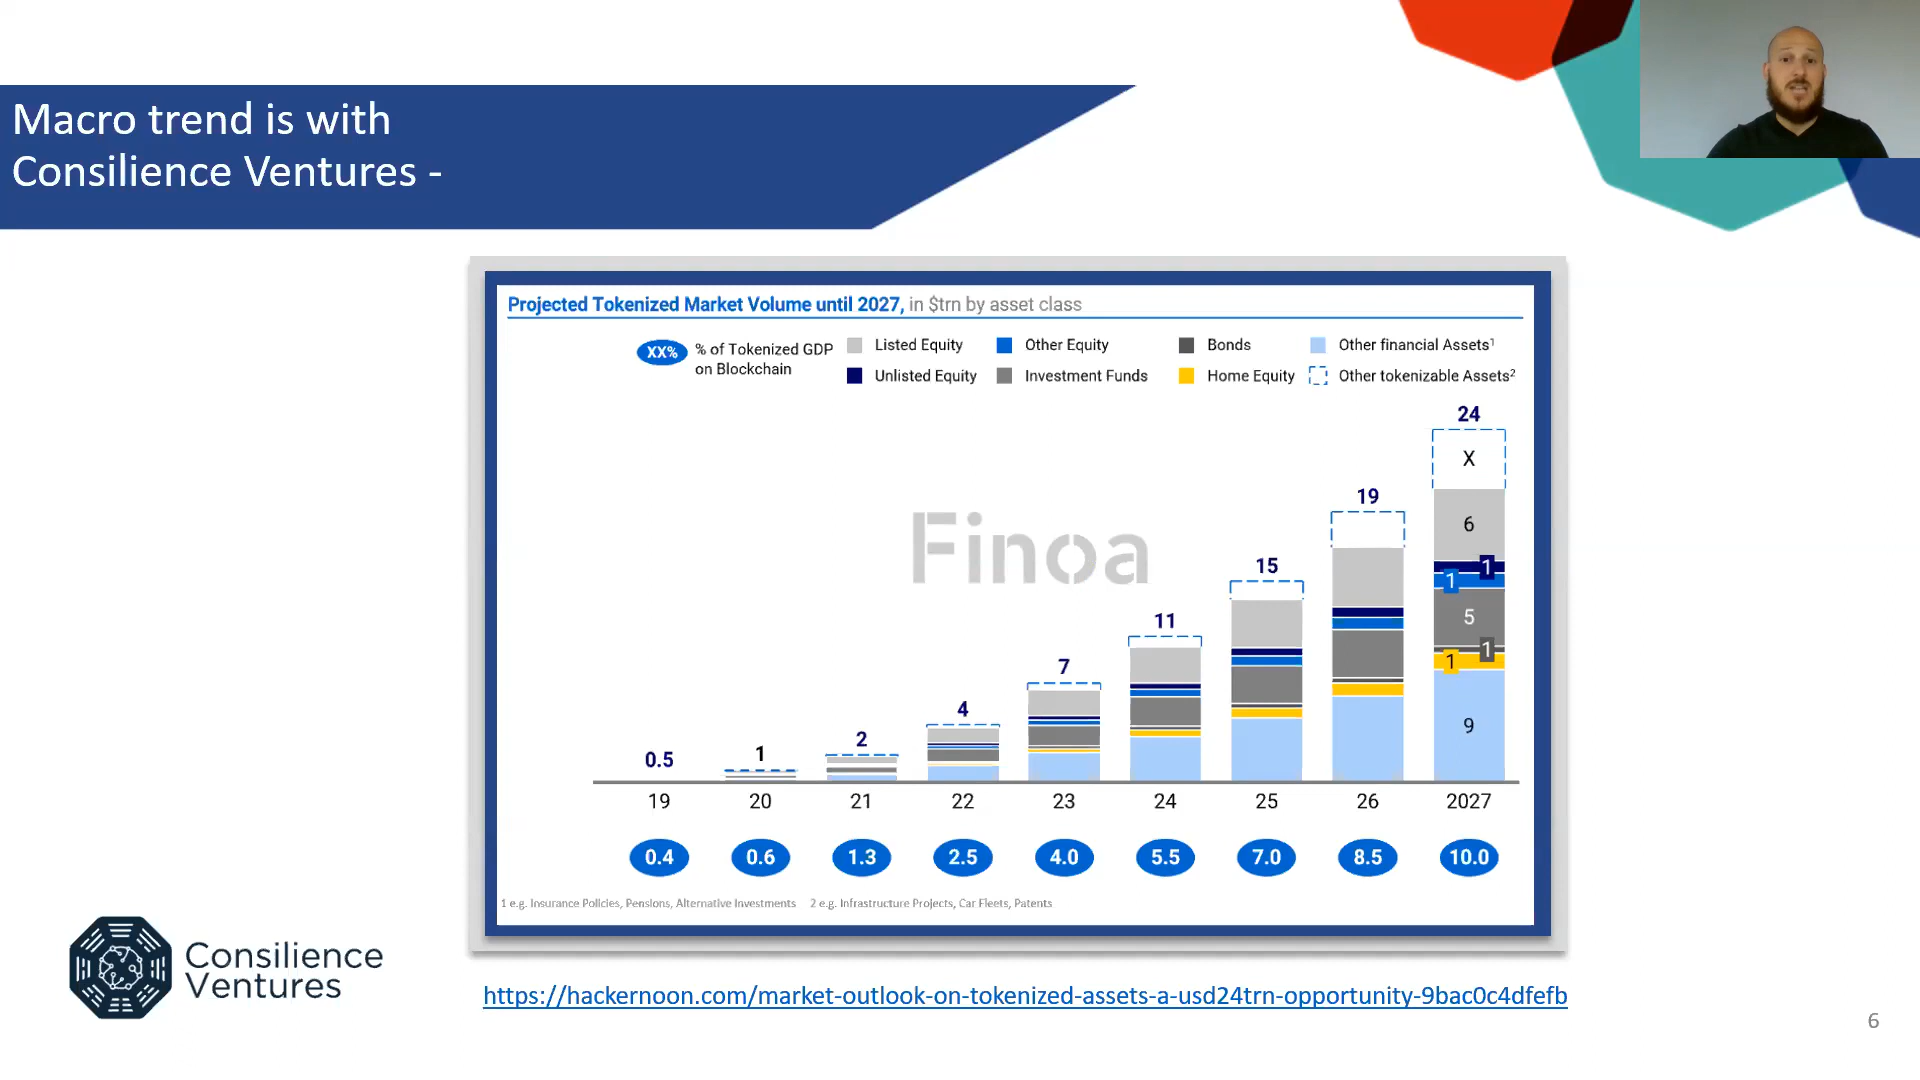 Macro trend is with
Consilience Ventures -
Projected Tokenized Market Volume until 2027, in $trn by asset class
XX% % of Tokenized GDP
on Blockchain
Listed Equity Other Equity Bonds Other financial Assets¹
Unlisted Equity Investment Funds Home Equity Other tokenizable Assets²
Finoa
0.5 1 2 4 7 11 15 19 24
X
6
1
1
5
1
1
9
19 20 21 22 23 24 25 26 2027
0.4 0.6 1.3 2.5 4.0 5.5 7.0 8.5 10.0
1 e.g. Insurance Policies, Pensions, Alternative Investments 2 e.g. Infrastructure Projects, Car Fleets, Patents
Consilience
Ventures
https://hackernoon.com/market-outlook-on-tokenized-assets-a-usd24trn-opportunity-9bac0c4dfefb
6